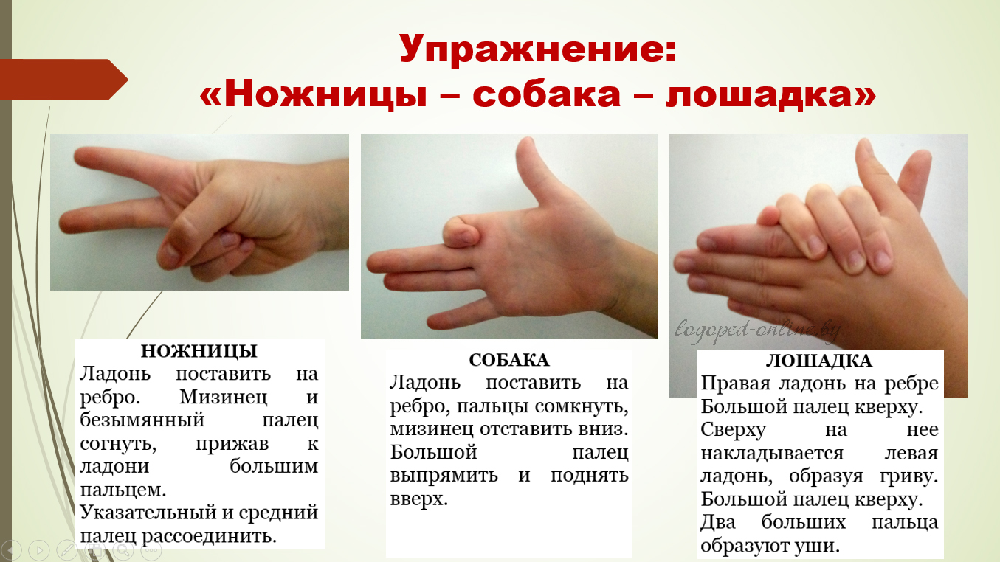 Упражнение:
«Ножницы – собака – лошадка»
logoped-online.by
НОЖНИЦЫ
Ладонь поставить на
ребро. Мизинец и
безымянный палец
согнуть, прижав к
ладони большим
пальцем.
Указательный и средний
палец рассоединить.
СОБАКА
Ладонь поставить на
ребро, пальцы сомкнуть,
мизинец отставить вниз.
Большой палец
выпрямить и поднять
вверх.
ЛОШАДКА
Правая ладонь на ребре
Большой палец кверху.
Сверху на нее
накладывается левая
ладонь, образуя гриву.
Большой палец кверху.
Два больших пальца
образуют уши.